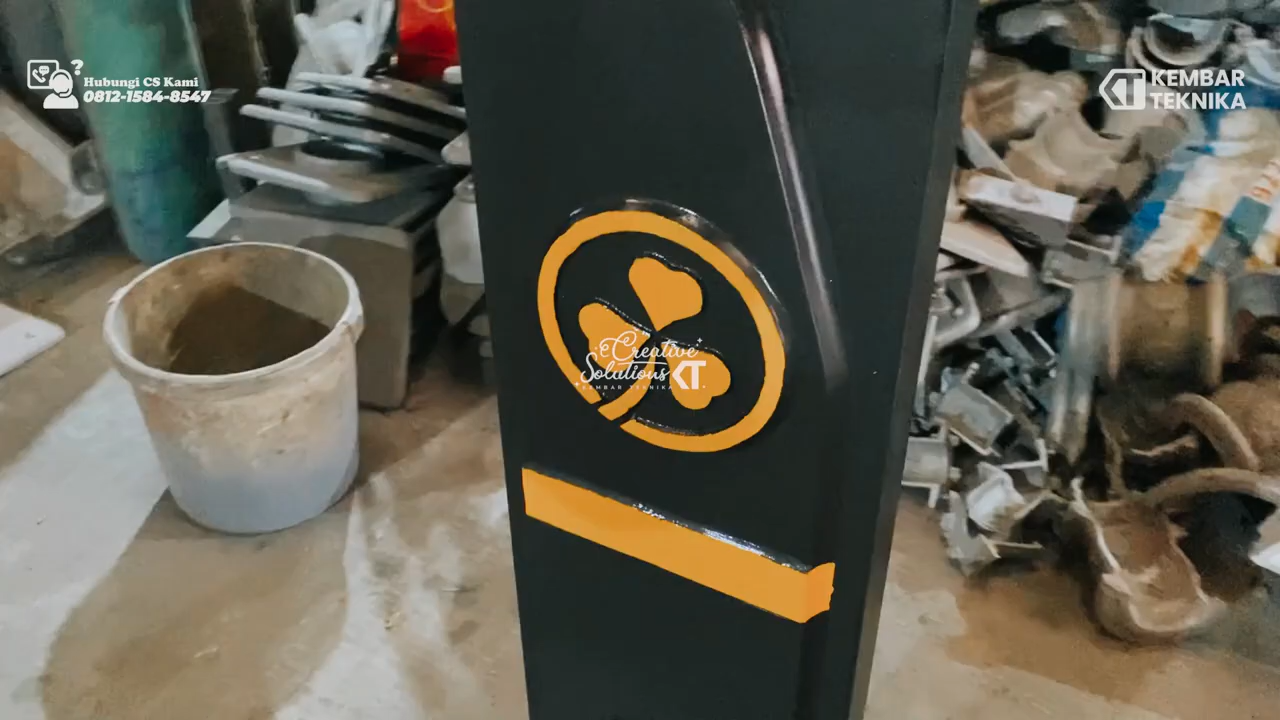 Hubungi CS Kami
0812-1584-8547
KEMBAR
TEKNIKA
Creative
Solutions KT
KEMBAR TEKNIKA